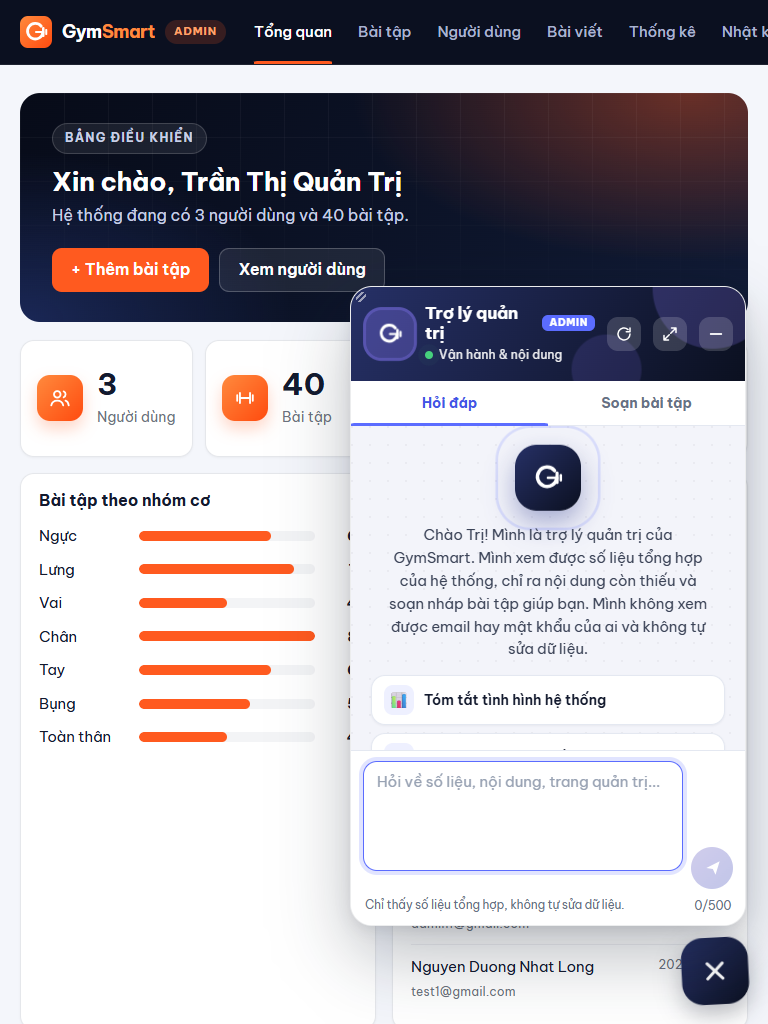 GymSmart ADMIN Tổng quan Bài tập Người dùng Bài viết Thống kê Nhật
BẢNG ĐIỀU KHIỂN
Xin chào, Trần Thị Quản Trị
Hệ thống đang có 3 người dùng và 40 bài tập.
+ Thêm bài tập Xem người dùng
3
Người dùng
40
Bài tập
Bài tập theo nhóm cơ
Ngực
Lưng
Vai
Chân
Tay
Bụng
Toàn thân
Trợ lý quản
trị
ADMIN
Vận hành & nội dung
Hỏi đáp Soạn bài tập
Chào Trị! Mình là trợ lý quản trị của
GymSmart. Mình xem được số liệu tổng hợp
của hệ thống, chỉ ra nội dung còn thiếu và
soạn nháp bài tập giúp bạn. Mình không xem
được email hay mật khẩu của ai và không tự
sửa dữ liệu.
Tóm tắt tình hình hệ thống
Hỏi về số liệu, nội dung, trang quản trị...
Chỉ thấy số liệu tổng hợp, không tự sửa dữ liệu. 0/500
Nguyen Duong Nhat Long 202
test1@gmail.com